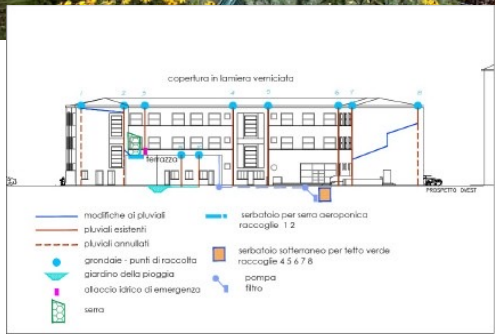 copertura in lamiera verniciata
1 2 3 4 5 6 7 8
terrazza
PROSPETTO OVEST
modifiche ai pluviali
pluviali esistenti
pluviali annullati
grondaie - punti di raccolta
giardino della pioggia
allaccio idrico di emergenza
serra
serbatoio per serra aeroponica
raccoglie 1 2
serbatoio sotterraneo per tetto verde
raccoglie 4 5 6 7 8
pompa
filtro